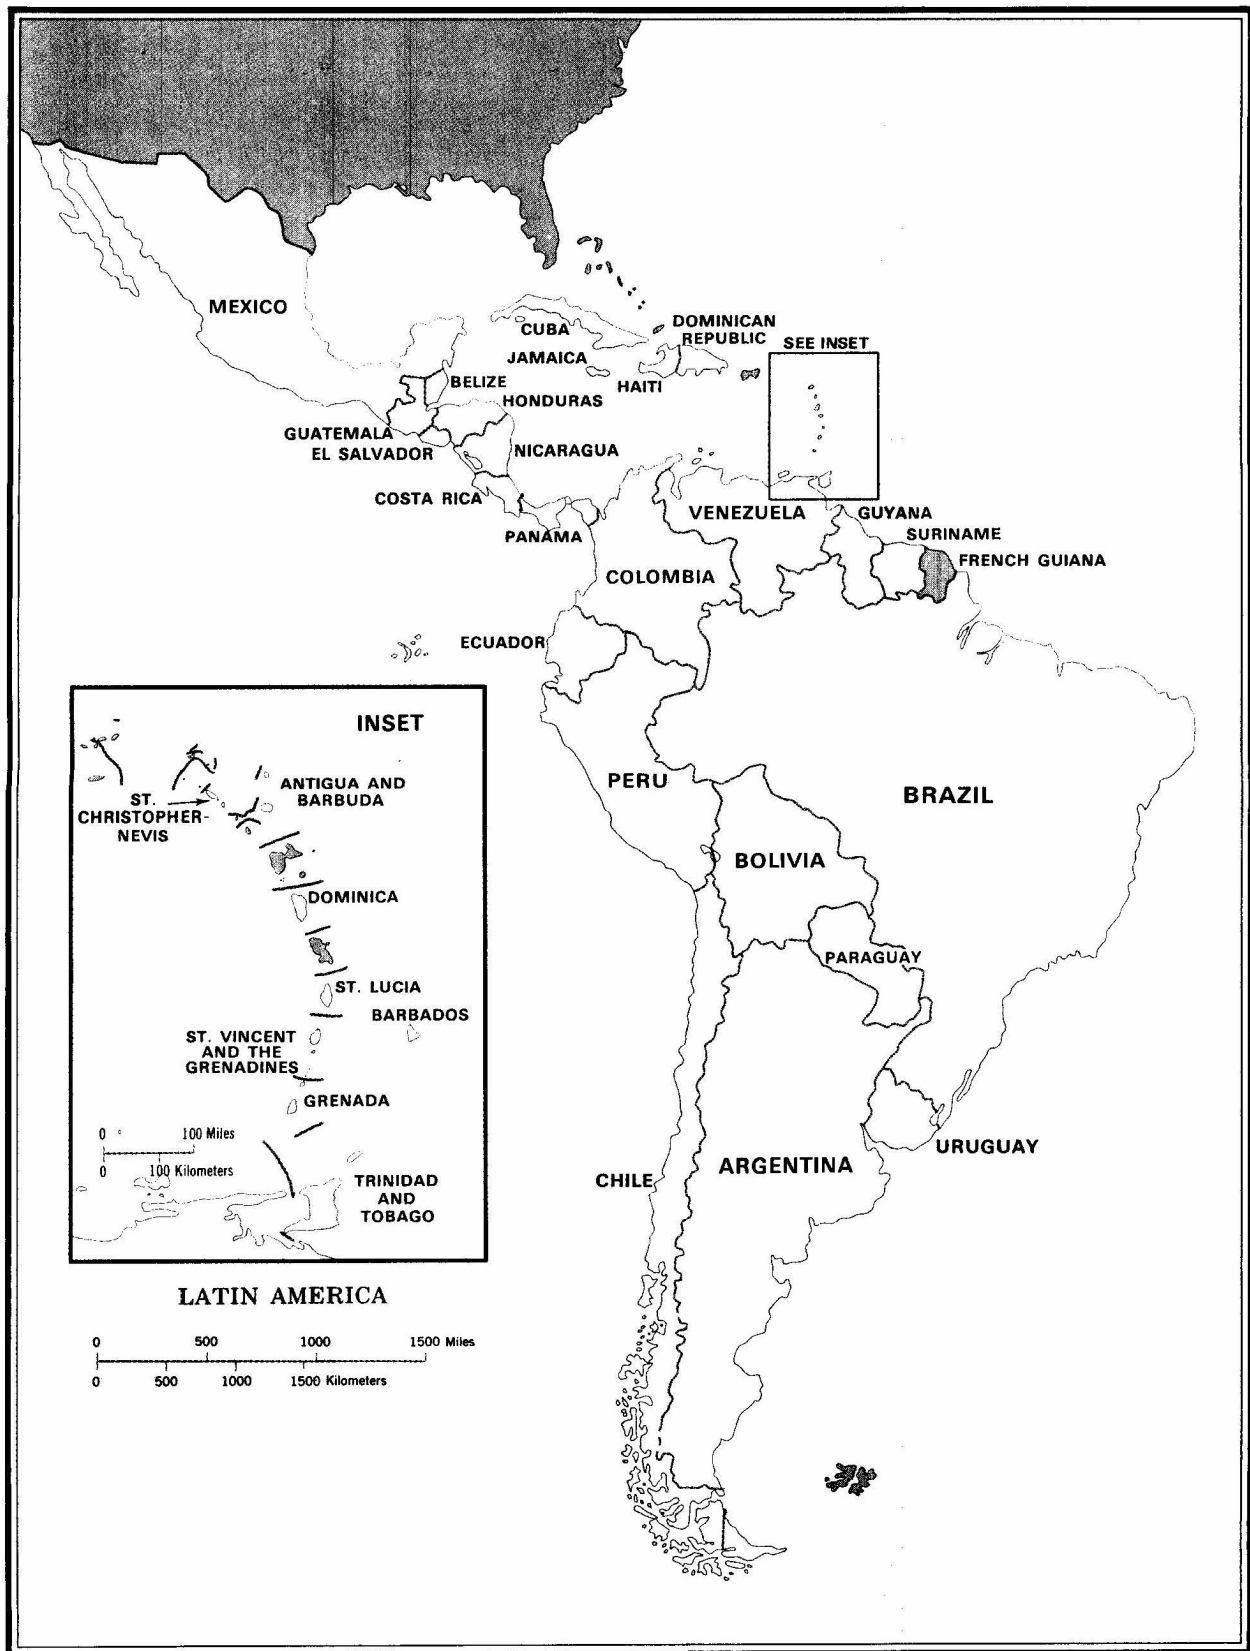 MEXICO
CUBA
DOMINICAN
REPUBLIC
SEE INSET
JAMAICA
HAITI
BELIZE
HONDURAS
GUATEMALA
EL SALVADOR
NICARAGUA
COSTA RICA
PANAMA
VENEZUELA
GUYANA
SURINAME
FRENCH GUIANA
COLOMBIA
ECUADOR
PERU
BRAZIL
BOLIVIA
PARAGUAY
CHILE
ARGENTINA
URUGUAY
INSET
ST.
CHRISTOPHER-
NEVIS
ANTIGUA AND
BARBUDA
DOMINICA
ST. LUCIA
BARBADOS
ST. VINCENT
AND THE
GRENADINES
GRENADA
0 100 Miles
0 100 Kilometers
TRINIDAD
AND
TOBAGO
LATIN AMERICA
0 500 1000 1500 Miles
0 500 1000 1500 Kilometers